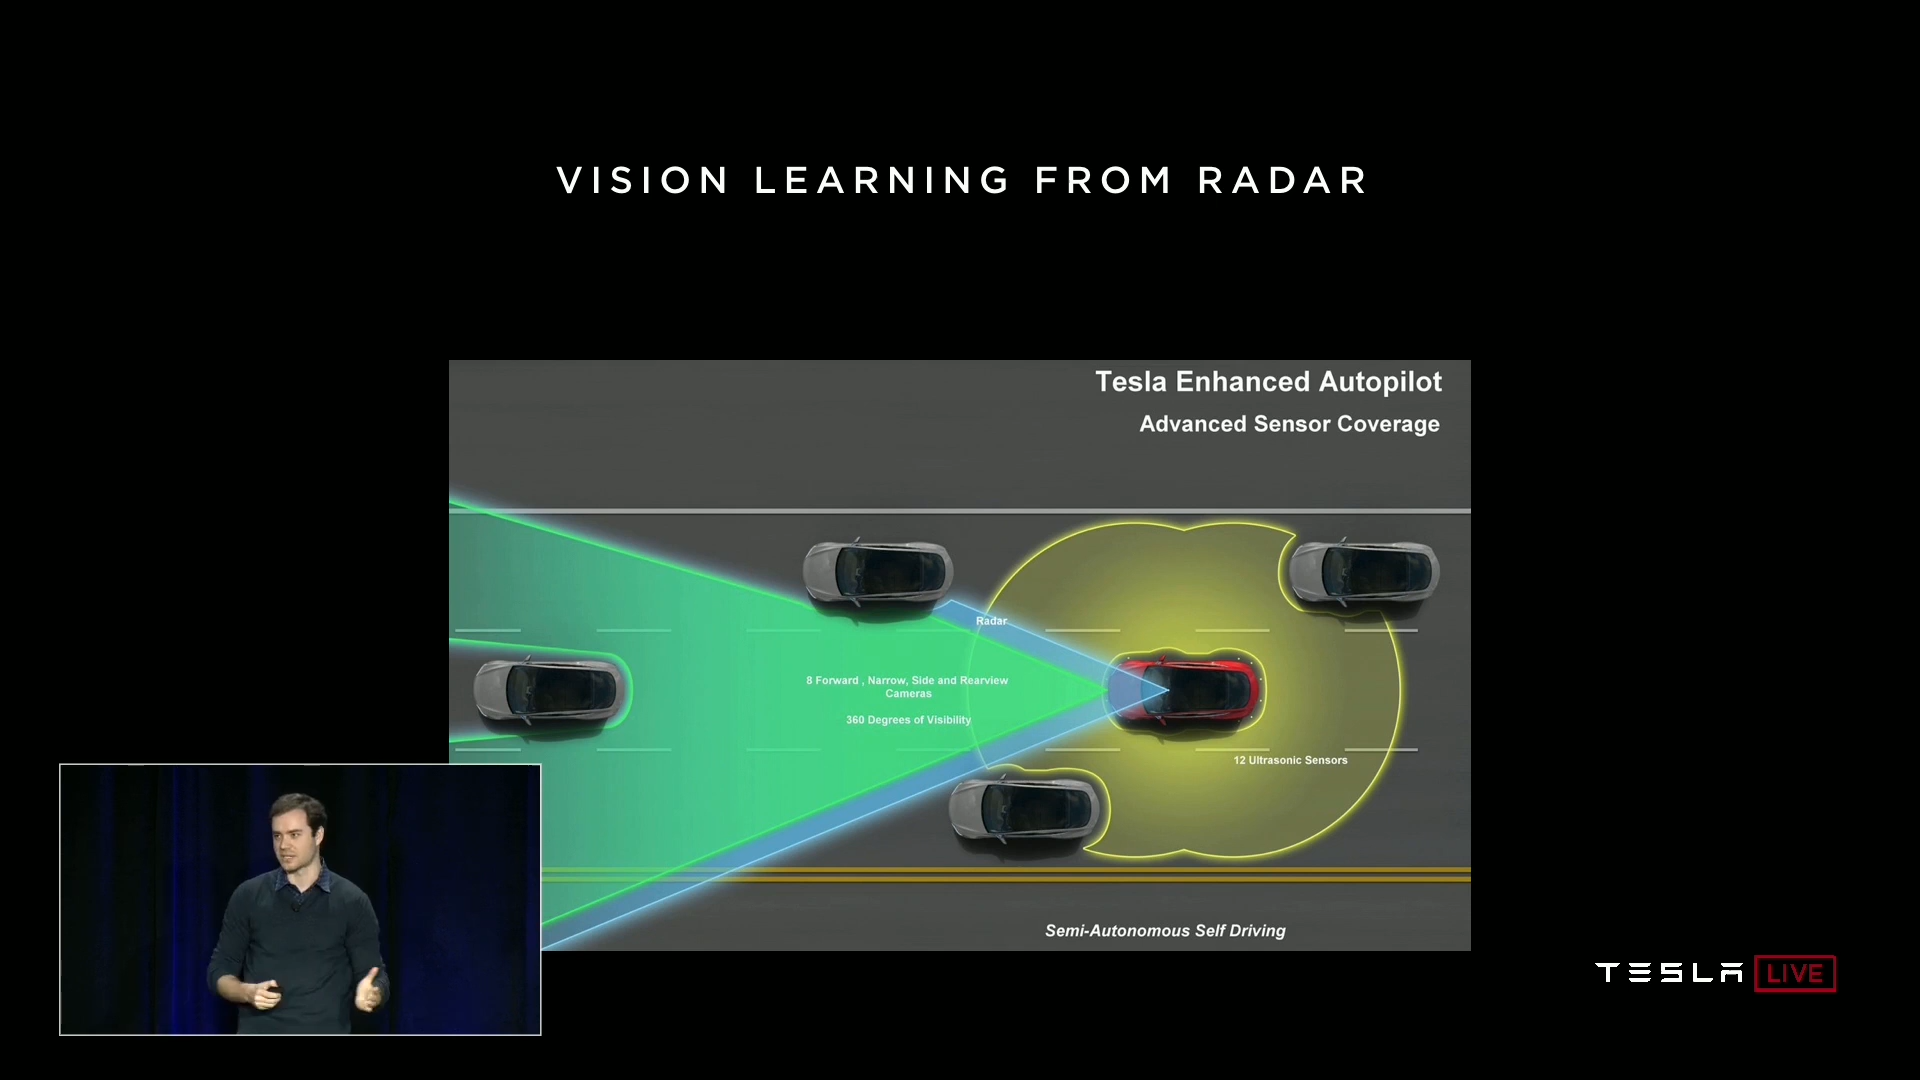 VISION LEARNING FROM RADAR
Tesla Enhanced Autopilot
Advanced Sensor Coverage
Radar
8 Forward , Narrow, Side and Rearview
Cameras
360 Degrees of Visibility
12 Ultrasonic Sensors
Semi-Autonomous Self Driving
TESLA LIVE